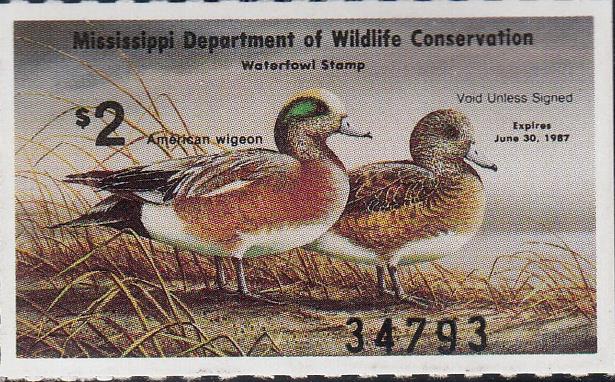 Mississippi Department of Wildlife Conservation
Waterfowl Stamp
Void Unless Signed
$2
Expires
June 30, 1987
American wigeon
34793